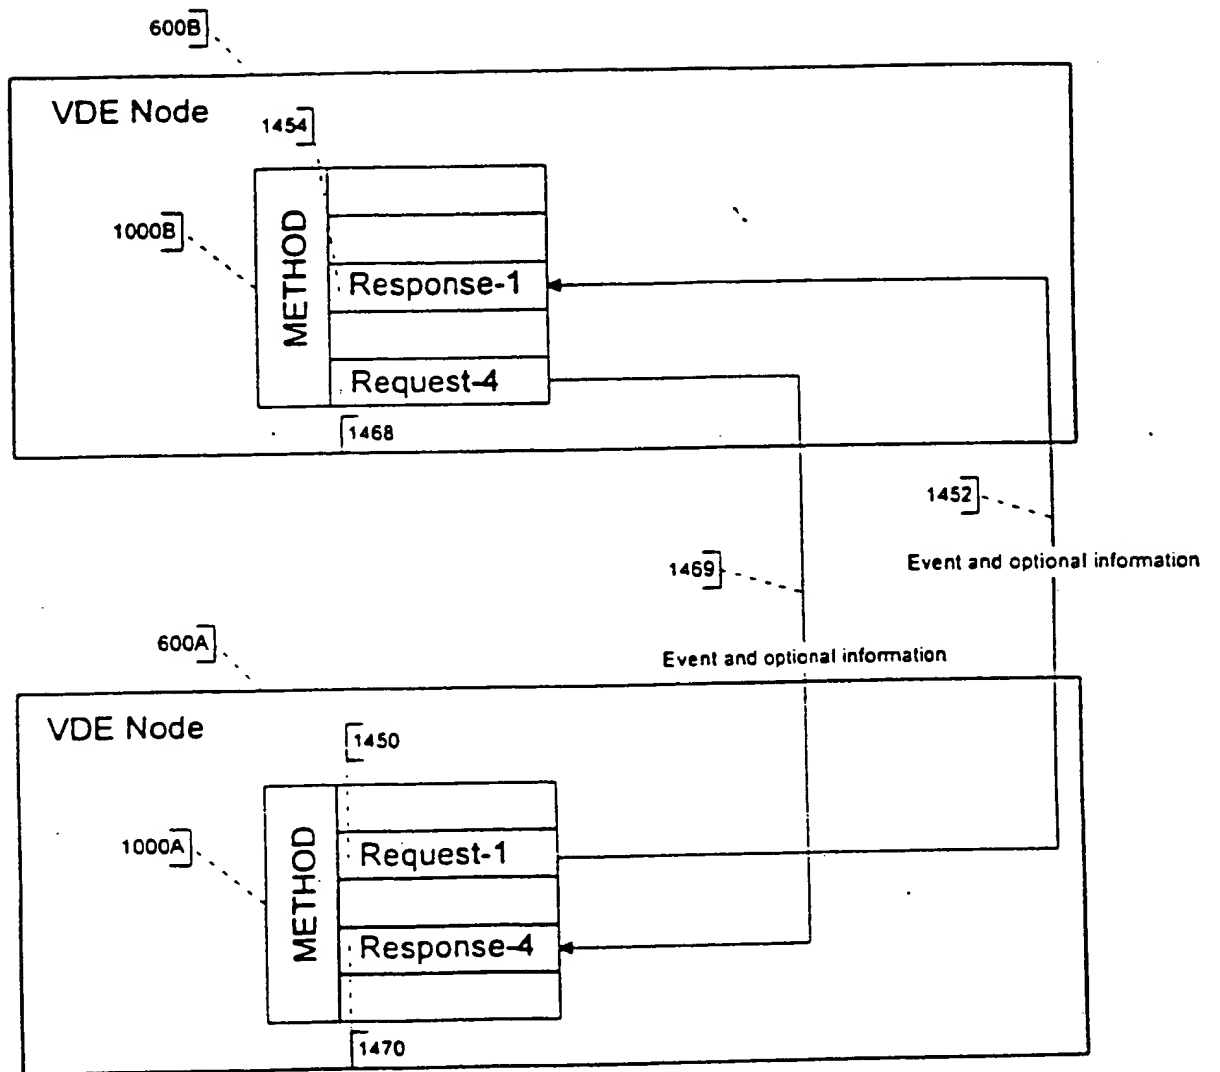 600B
VDE Node
1454
1000B
METHOD
Response-1
Request-4
1468
1452
Event and optional information
1469
600A
Event and optional information
VDE Node
1450
1000A
METHOD
Request-1
Response-4
1470